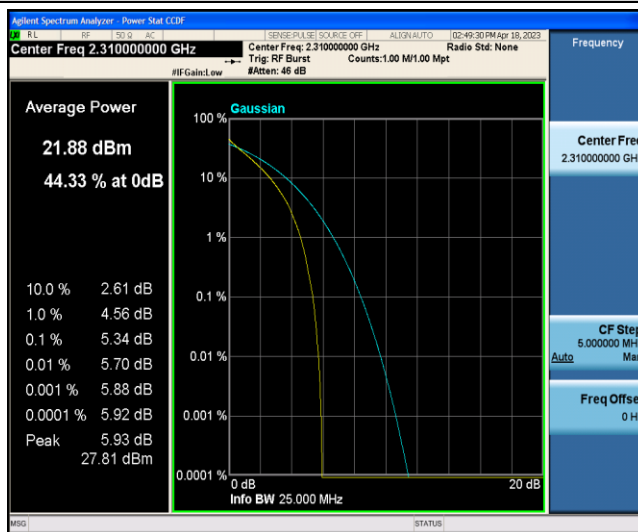 Agilent Spectrum Analyzer - Power Stat CCDF
RL RF 50 Ω AC SENSE:PULSE SOURCE OFF ALIGN AUTO 02:49:30 PM Apr 18, 2023
Center Freq 2.310000000 GHz
Center Freq: 2.310000000 GHz Radio Std: None
Trig: RF Burst Counts:1.00 M/1.00 Mpt
#IFGain:Low #Atten: 46 dB
Frequency
Average Power
21.88 dBm
44.33 % at 0dB
10.0 % 2.61 dB
1.0 % 4.56 dB
0.1 % 5.34 dB
0.01 % 5.70 dB
0.001 % 5.88 dB
0.0001 % 5.92 dB
Peak 5.93 dB
27.81 dBm
Gaussian
100 %
10 %
1 %
0.1 %
0.01 %
0.001 %
0.0001 %
0 dB 20 dB
Info BW 25.000 MHz
Center Fre
2.310000000 GH
CF Step
5.000000 MH
Auto Ma
Freq Offse
0 H
MSG STATUS